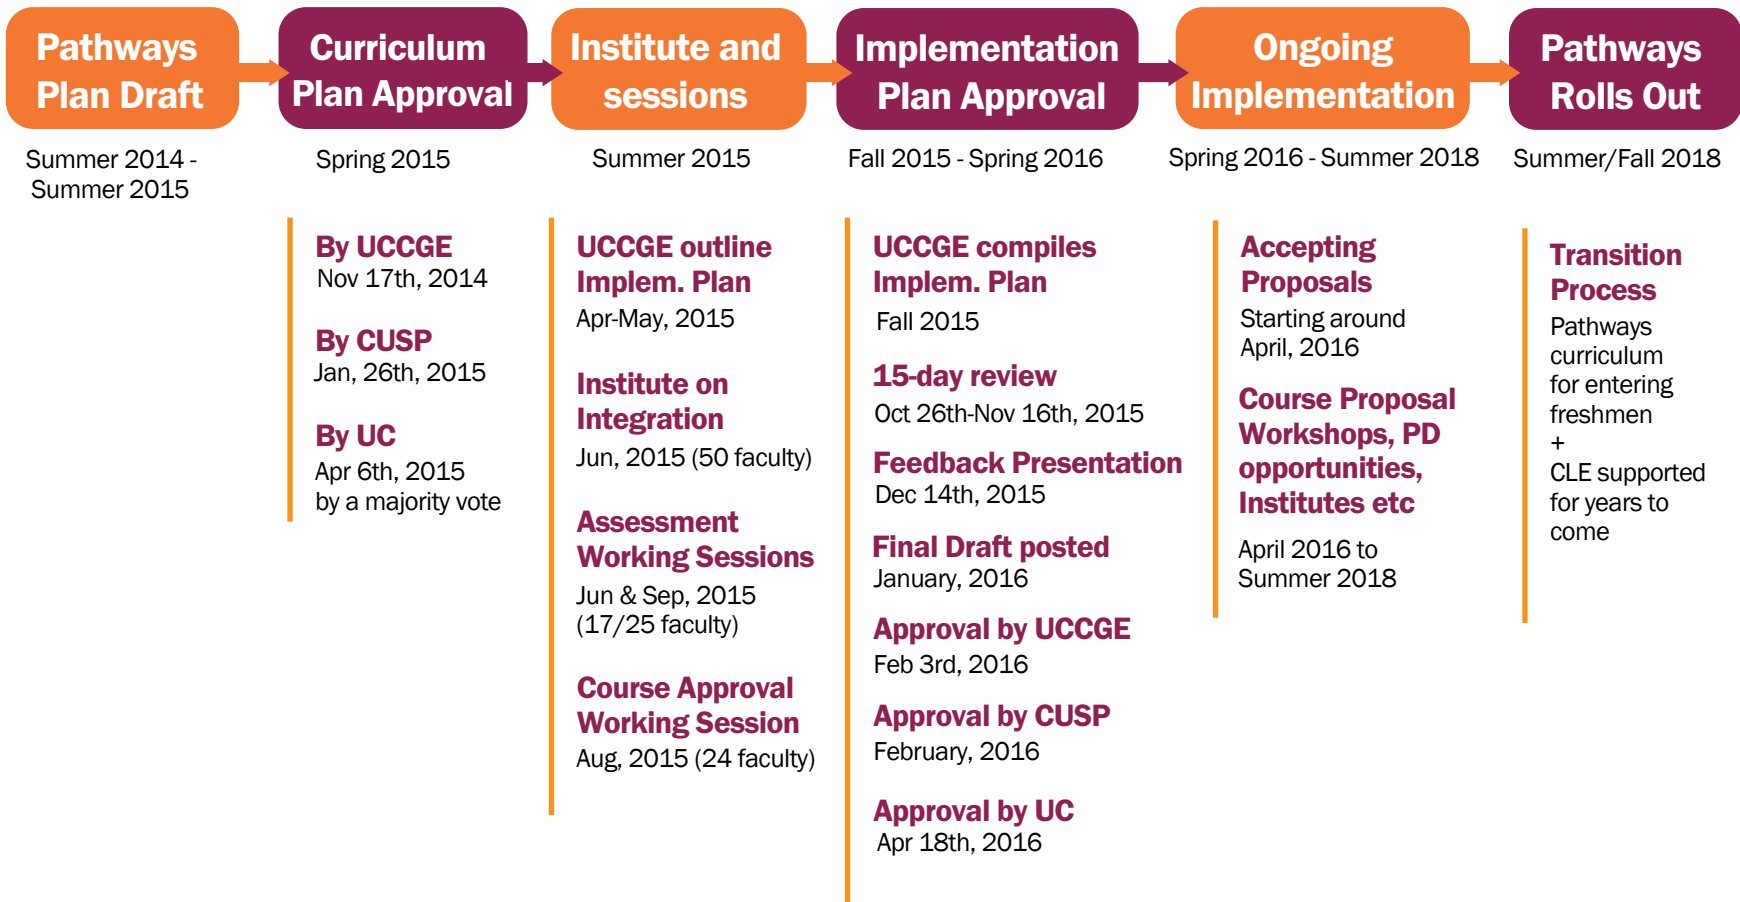 Pathways
Plan Draft
Summer 2014 -
Summer 2015
Curriculum
Plan Approval
Spring 2015
By UCCGE
Nov 17th, 2014
By CUSP
Jan, 26th, 2015
By UC
Apr 6th, 2015
by a majority vote
Institute and
sessions
Summer 2015
UCCGE outline
Implem. Plan
Apr-May, 2015
Institute on
Integration
Jun, 2015 (50 faculty)
Assessment
Working Sessions
Jun & Sep, 2015
(17/25 faculty)
Course Approval
Working Session
Aug, 2015 (24 faculty)
Implementation
Plan Approval
Fall 2015 - Spring 2016
UCCGE compiles
Implem. Plan
Fall 2015
15-day review
Oct 26th-Nov 16th, 2015
Feedback Presentation
Dec 14th, 2015
Final Draft posted
January, 2016
Approval by UCCGE
Feb 3rd, 2016
Approval by CUSP
February, 2016
Approval by UC
Apr 18th, 2016
Ongoing
Implementation
Spring 2016 - Summer 2018
Accepting
Proposals
Starting around
April, 2016
Course Proposal
Workshops, PD
opportunities,
Institutes etc
April 2016 to
Summer 2018
Pathways
Rolls Out
Summer/Fall 2018
Transition
Process
Pathways
curriculum
for entering
freshmen
+
CLE supported
for years to
come